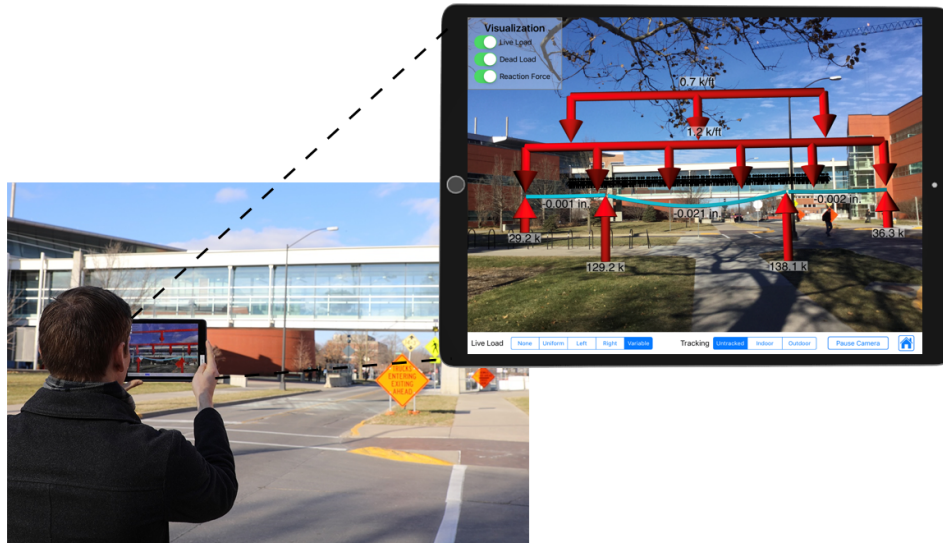 Visualization
Live Load
Dead Load
Reaction Force
0.7 k/ft
1.2 k/ft
-0.001 in.
-0.021 in.
-0.002 in.
29.2 k
129.2 k
138.1 k
36.3 k
Live Load None Uniform Left Right Variable Tracking Untracked Indoor Outdoor Pause Camera
TRUCKS
ENTERING
EXITING
AHEAD